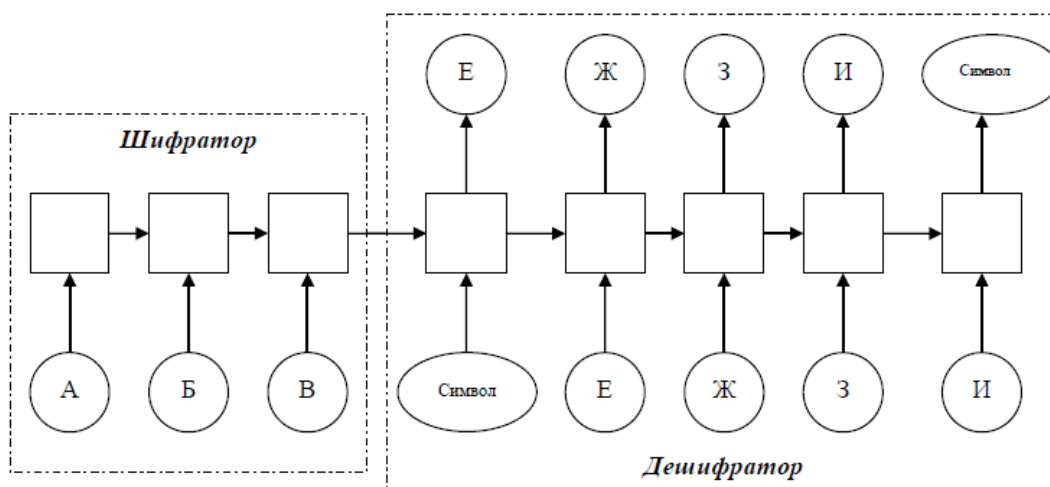 Е Ж З И Символ
Шифратор
А Б В Символ Е Ж З И
Дешифратор